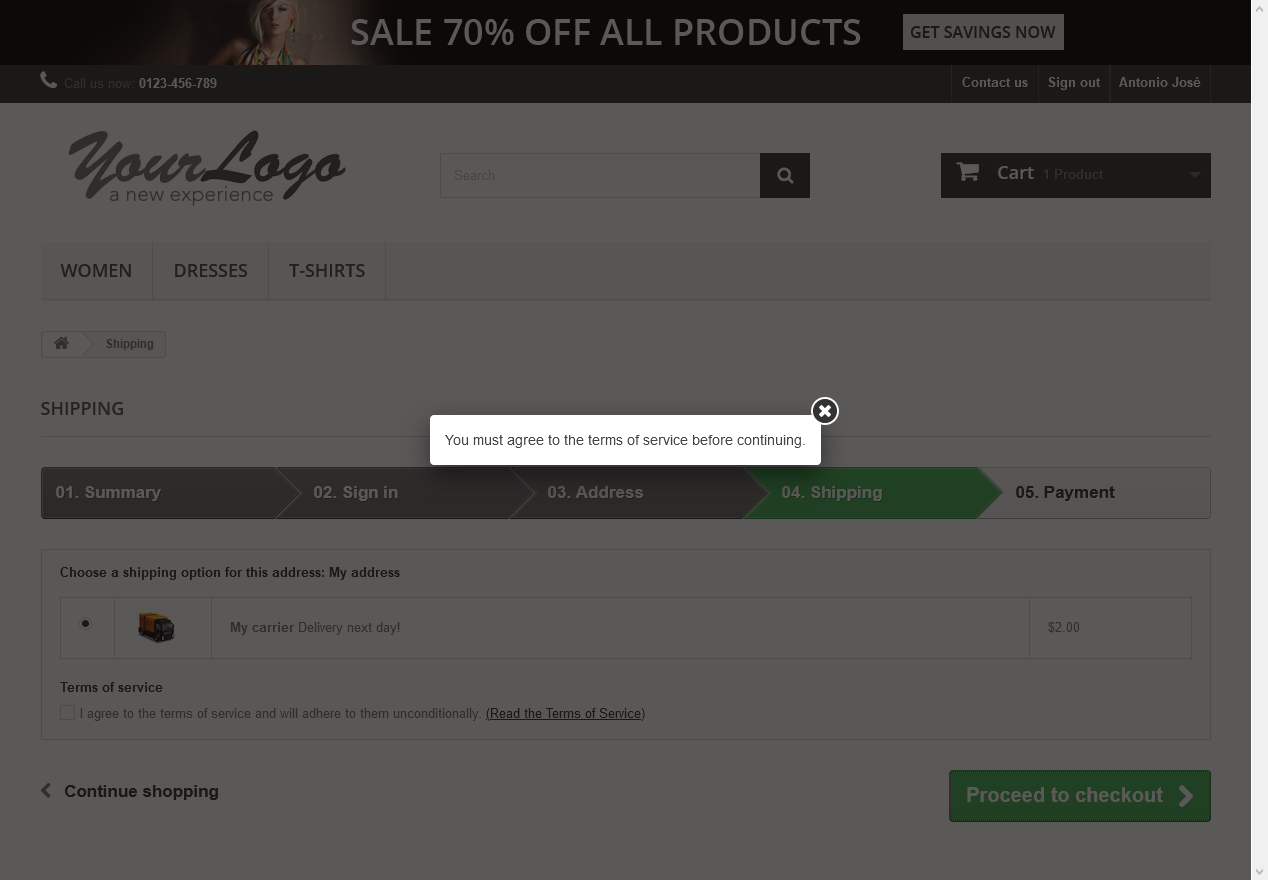 SALE 70% OFF ALL PRODUCTS GET SAVINGS NOW
Call us now: 0123-456-789 Contact us Sign out Antonio José
YourLogo
a new experience
Search
Cart 1 Product
WOMEN DRESSES T-SHIRTS
Shipping
SHIPPING
You must agree to the terms of service before continuing.
01. Summary 02. Sign in 03. Address 04. Shipping 05. Payment
Choose a shipping option for this address: My address
My carrier Delivery next day! $2.00
Terms of service
I agree to the terms of service and will adhere to them unconditionally. (Read the Terms of Service)
Continue shopping Proceed to checkout